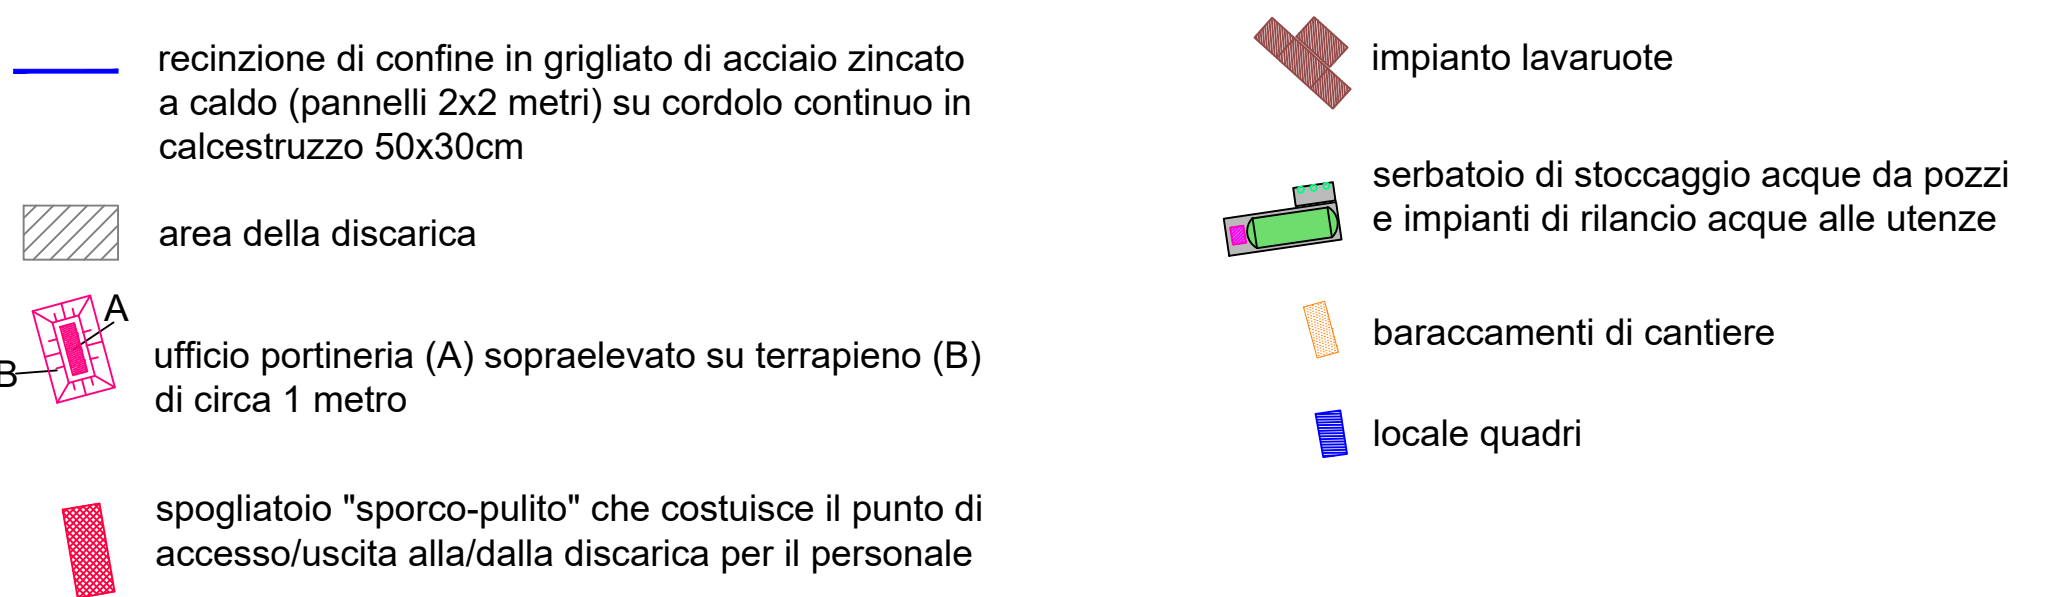 recinzione di confine in grigliato di acciaio zincato
a caldo (pannelli 2x2 metri) su cordolo continuo in
calcestruzzo 50x30cm
area della discarica
A
B
ufficio portineria (A) sopraelevato su terrapieno (B)
di circa 1 metro
spogliatoio "sporco-pulito" che costuisce il punto di
accesso/uscita alla/dalla discarica per il personale
impianto lavaruote
serbatoio di stoccaggio acque da pozzi
e impianti di rilancio acque alle utenze
baraccamenti di cantiere
locale quadri